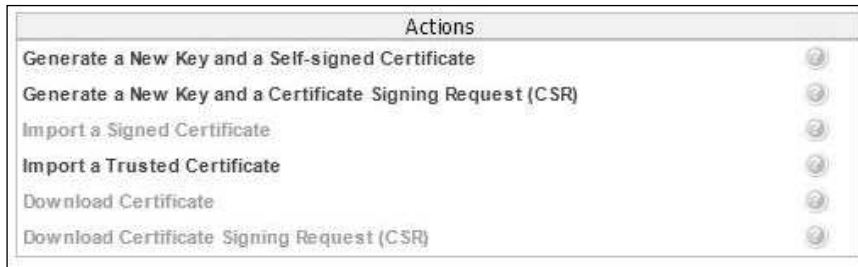 Actions
Generate a New Key and a Self-signed Certificate
Generate a New Key and a Certificate Signing Request (CSR)
Import a Signed Certificate
Import a Trusted Certificate
Download Certificate
Download Certificate Signing Request (CSR)